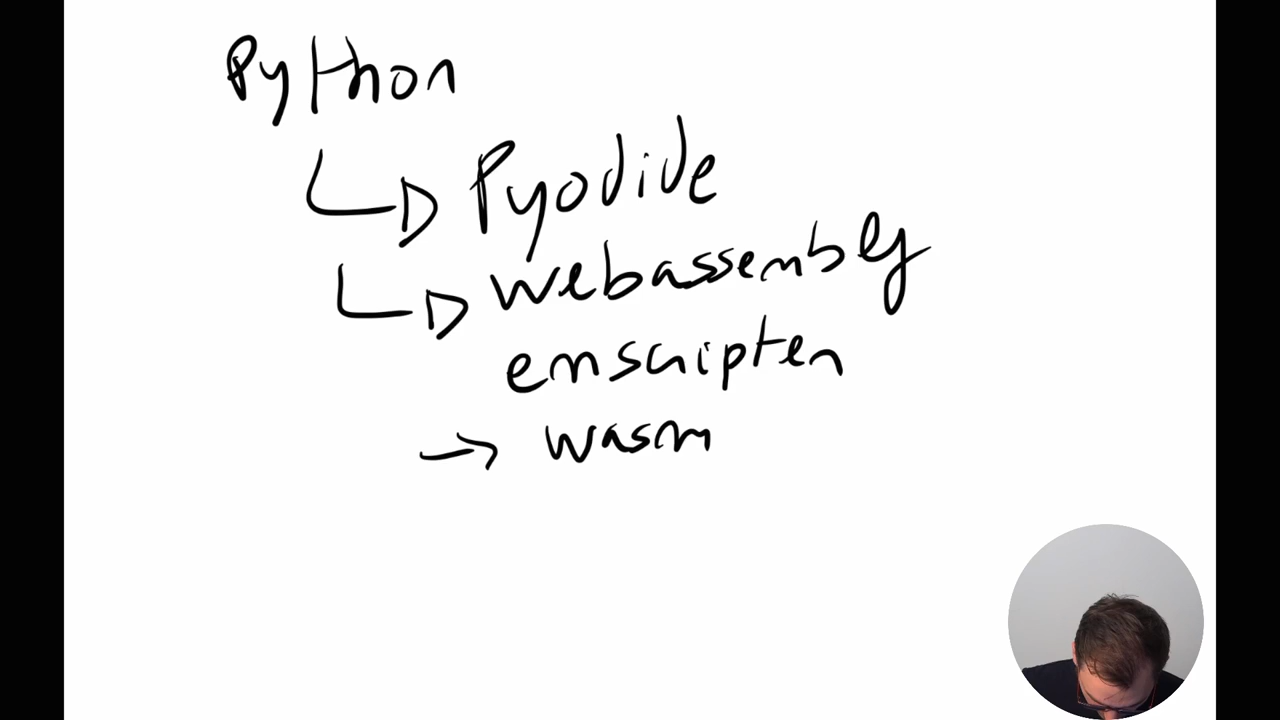 Python
↳ Pyodide
↳ webassembly
emscripten
→ wasm